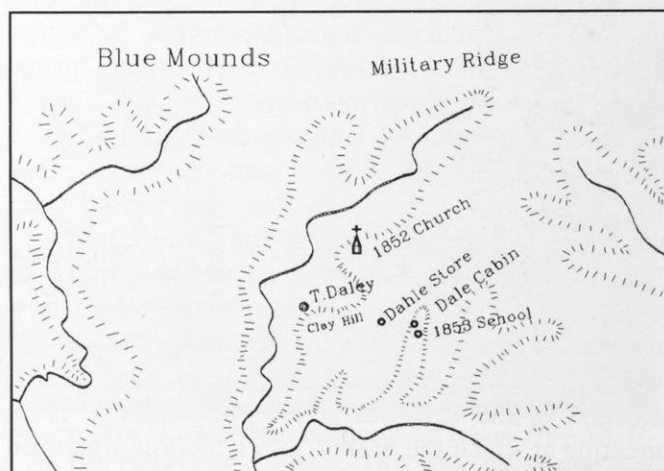 Blue Mounds
Military Ridge
1852 Church
T. Daley
Clay Hill
Dahle Store
Dale Cabin
1853 School